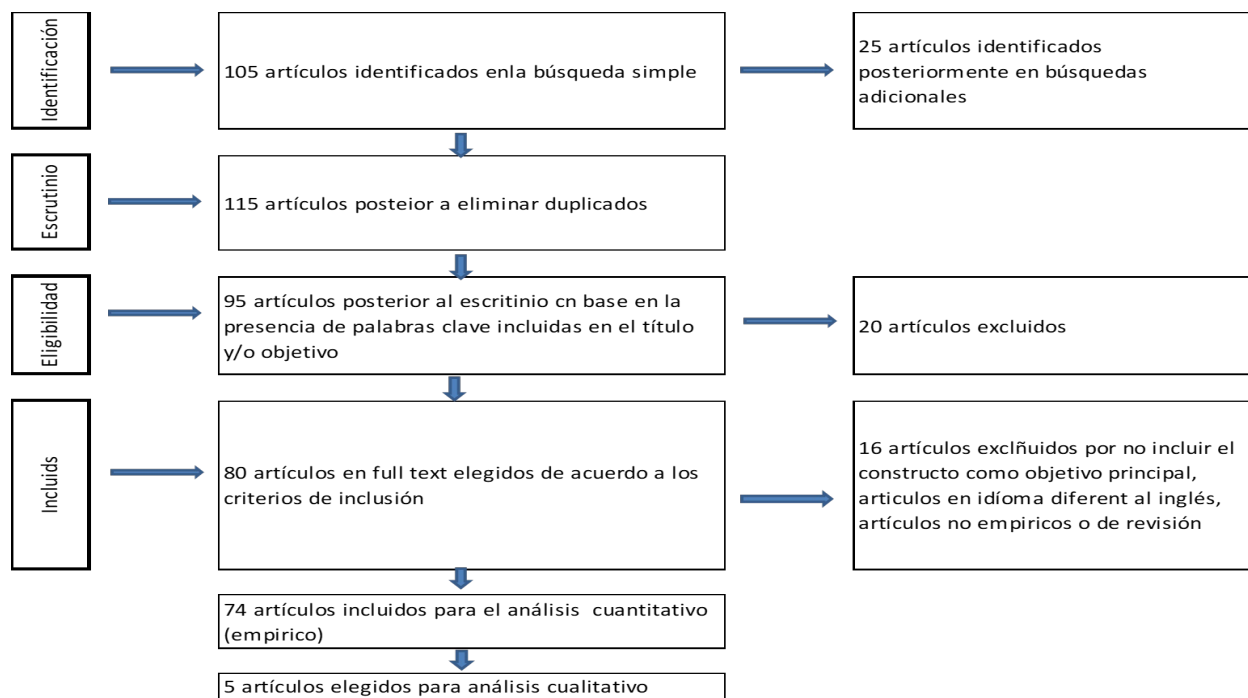 Identificación
105 artículos identificados enla búsqueda simple
25 artículos identificados
posteriormente en búsquedas
adicionales
Escrutinio
115 artículos posteior a eliminar duplicados
Eligibilidad
95 artículos posterior al escritinio cn base en la
presencia de palabras clave incluidas en el título
y/o objetivo
20 artículos excluidos
Incluids
80 artículos en full text elegidos de acuerdo a los
criterios de inclusión
16 artículos exclñuidos por no incluir el
constructo como objetivo principal,
articulos en idíoma diferent al inglés,
artículos no empiricos o de revisión
74 artículos incluidos para el análisis cuantitativo
(empirico)
5 artículos elegidos para análisis cualitativo